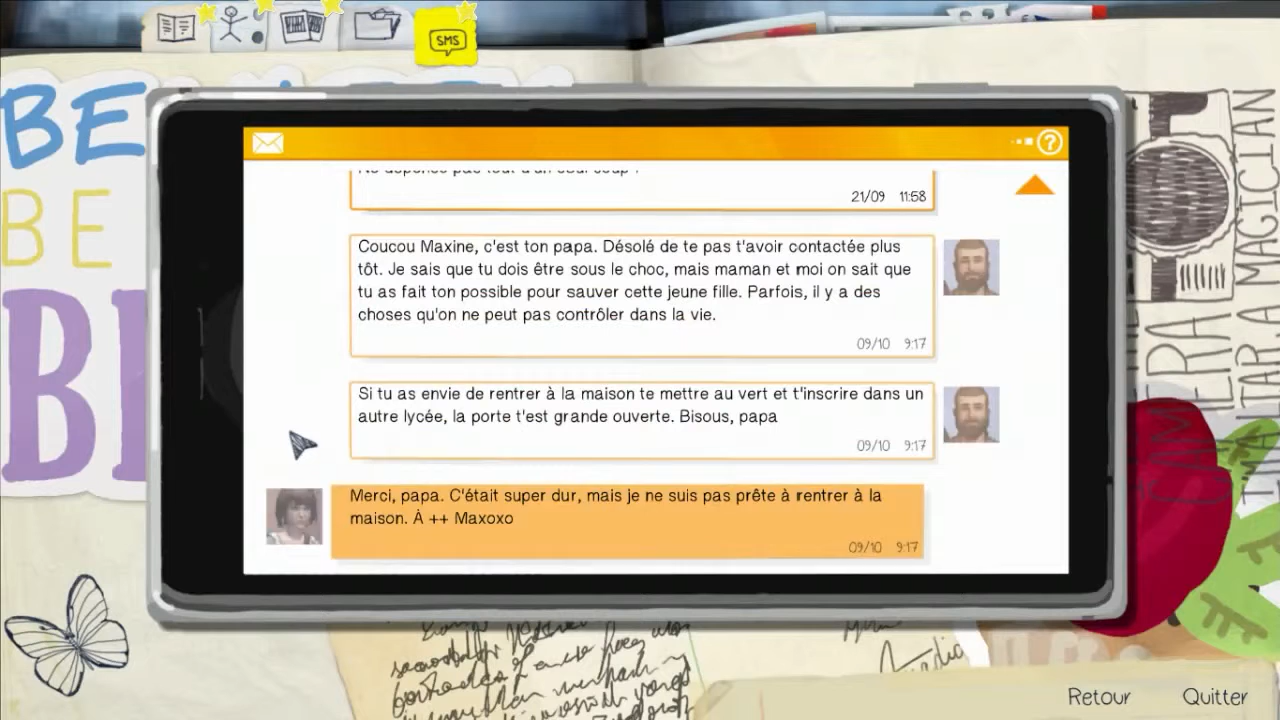 SMS
BE
BE
21/09 11:58
Coucou Maxine, c'est ton papa. Désolé de te pas t'avoir contactée plus
tôt. Je sais que tu dois être sous le choc, mais maman et moi on sait que
tu as fait ton possible pour sauver cette jeune fille. Parfois, il y a des
choses qu'on ne peut pas contrôler dans la vie.
09/10 9:17
Si tu as envie de rentrer à la maison te mettre au vert et t'inscrire dans un
autre lycée, la porte t'est grande ouverte. Bisous, papa
09/10 9:17
Merci, papa. C'était super dur, mais je ne suis pas prête à rentrer à la
maison. À ++ Maxoxo
09/10 9:17
MAGICIAN
Retour Quitter